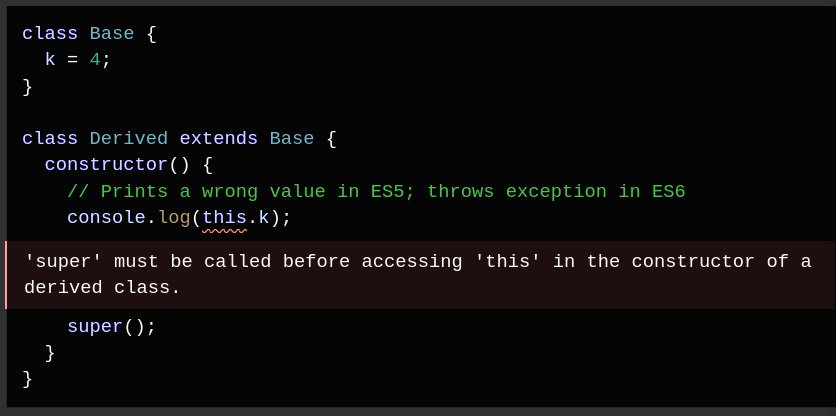 class Base {
  k = 4;
}

class Derived extends Base {
  constructor() {
    // Prints a wrong value in ES5; throws exception in ES6
    console.log(this.k);
'super' must be called before accessing 'this' in the constructor of a
derived class.
    super();
  }
}